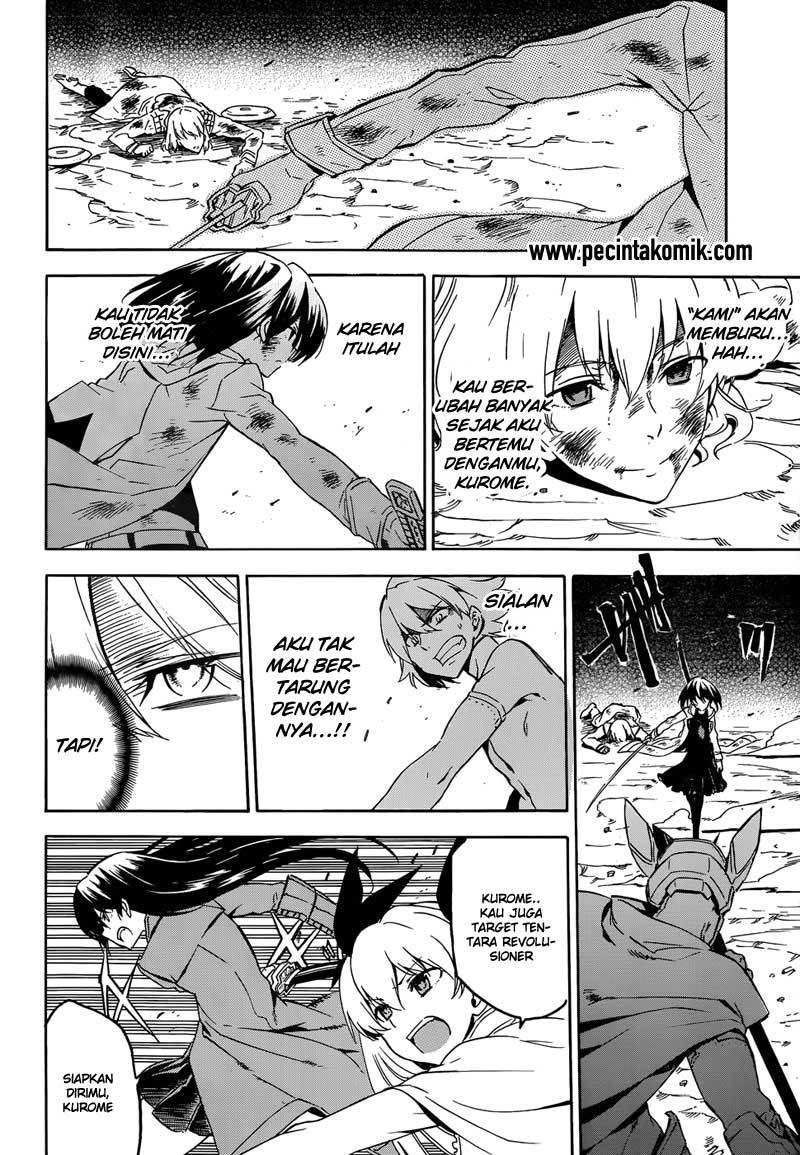 www.pecintakomik.com
"KAMI" AKAN
MEMBURU...
HAH...
KAU BER-
UBAH BANYAK
SEJAK AKU
BERTEMU
DENGANMU,
KUROME.
KARENA
ITULAH
KAU TIDAK
BOLEH MATI
DISINI...
SIALAN
...
AKU TAK
MAU BER-
TARUNG
DENGAN-
NYA...!!
TAPI!
KUROME..
KAU JUGA
TARGET TEN-
TARA REVOLU-
SIONER
SIAPKAN
DIRIMU,
KUROME